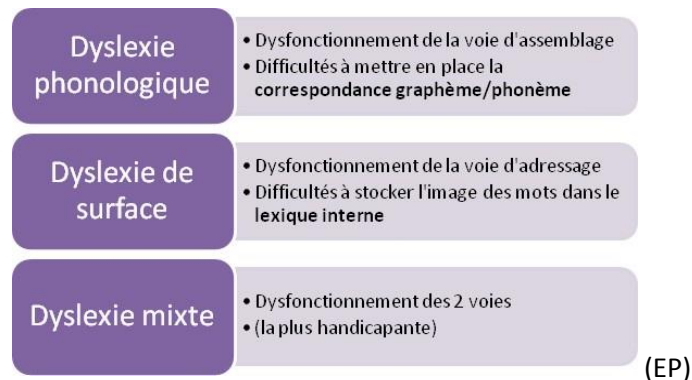 Dyslexie
phonologique
• Dysfonctionnement de la voie d'assemblage
• Difficultés à mettre en place la
correspondance graphème/phonème
Dyslexie de
surface
• Dysfonctionnement de la voie d'adressage
• Difficultés à stocker l'image des mots dans le
lexique interne
Dyslexie mixte
• Dysfonctionnement des 2 voies
• (la plus handicapante)
(EP)